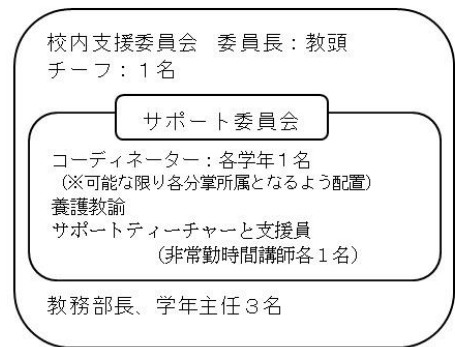 校内支援委員会　委員長：教頭
チーフ：１名
サポート委員会
コーディネーター：各学年１名
（※可能な限り各分掌所属となるよう配置）
養護教諭
サポートティーチャーと支援員
（非常勤時間講師各１名）
教務部長、学年主任３名